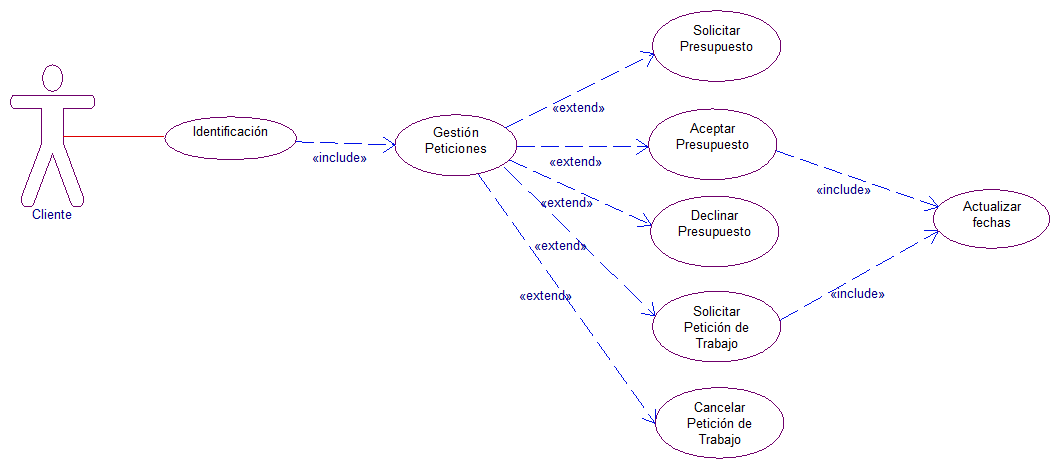 Cliente
Identificación
«include»
Gestión
Peticiones
«extend»
«extend»
«extend»
«extend»
«extend»
Solicitar
Presupuesto
Aceptar
Presupuesto
Declinar
Presupuesto
Solicitar
Petición de
Trabajo
Cancelar
Petición de
Trabajo
«include»
«include»
Actualizar
fechas